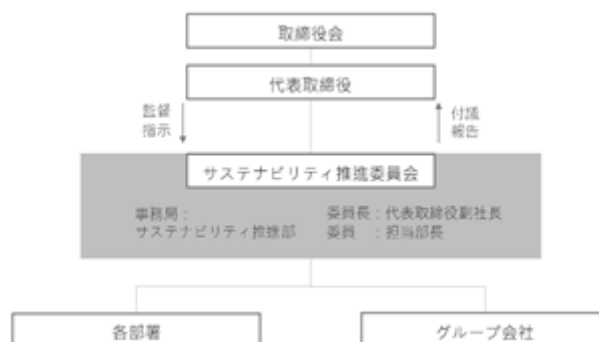 取締役会
代表取締役
監督
指示
付議
報告
サステナビリティ推進委員会
事務局:
サステナビリティ推進部
委員長:代表取締役副社長
委員　:担当部長
各部署
グループ会社